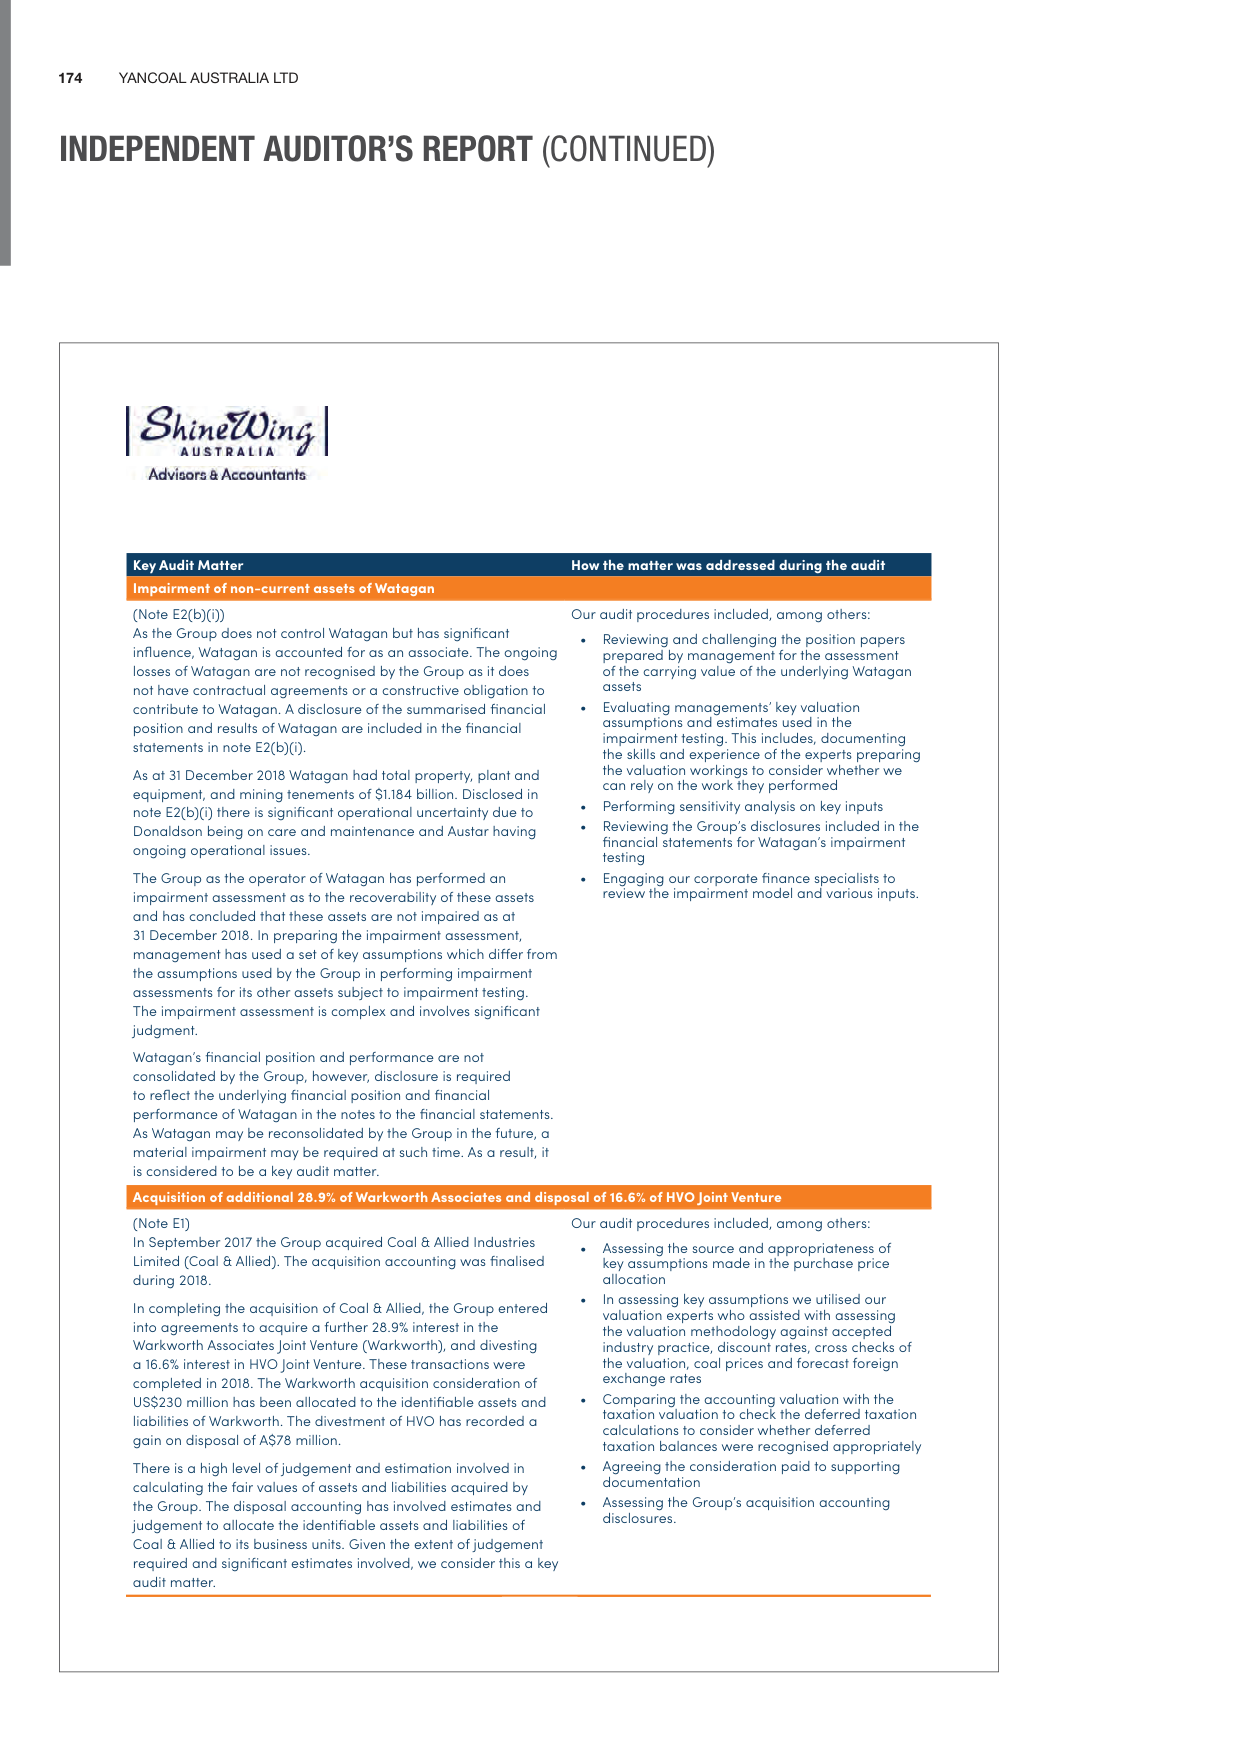 174 YANCOAL AUSTRALIA LTD
INDEPENDENT AUDITOR’S REPORT (CONTINUED)
ShineWing
AUSTRALIA
Advisors & Accountants
Key Audit Matter
How the matter was addressed during the audit
Impairment of non-current assets of Watagan
(Note E2(b)(i))
As the Group does not control Watagan but has significant
influence, Watagan is accounted for as an associate. The ongoing
losses of Watagan are not recognised by the Group as it does
not have contractual agreements or a constructive obligation to
contribute to Watagan. A disclosure of the summarised financial
position and results of Watagan are included in the financial
statements in note E2(b)(i).
As at 31 December 2018 Watagan had total property, plant and
equipment, and mining tenements of $1.184 billion. Disclosed in
note E2(b)(i) there is significant operational uncertainty due to
Donaldson being on care and maintenance and Austar having
ongoing operational issues.
The Group as the operator of Watagan has performed an
impairment assessment as to the recoverability of these assets
and has concluded that these assets are not impaired as at
31 December 2018. In preparing the impairment assessment,
management has used a set of key assumptions which differ from
the assumptions used by the Group in performing impairment
assessments for its other assets subject to impairment testing.
The impairment assessment is complex and involves significant
judgment.
Watagan’s financial position and performance are not
consolidated by the Group, however, disclosure is required
to reflect the underlying financial position and financial
performance of Watagan in the notes to the financial statements.
As Watagan may be reconsolidated by the Group in the future, a
material impairment may be required at such time. As a result, it
is considered to be a key audit matter.
Our audit procedures included, among others:
• Reviewing and challenging the position papers
prepared by management for the assessment
of the carrying value of the underlying Watagan
assets
• Evaluating managements’ key valuation
assumptions and estimates used in the
impairment testing. This includes, documenting
the skills and experience of the experts preparing
the valuation workings to consider whether we
can rely on the work they performed
• Performing sensitivity analysis on key inputs
• Reviewing the Group’s disclosures included in the
financial statements for Watagan’s impairment
testing
• Engaging our corporate finance specialists to
review the impairment model and various inputs.
Acquisition of additional 28.9% of Warkworth Associates and disposal of 16.6% of HVO Joint Venture
(Note E1)
In September 2017 the Group acquired Coal & Allied Industries
Limited (Coal & Allied). The acquisition accounting was finalised
during 2018.
In completing the acquisition of Coal & Allied, the Group entered
into agreements to acquire a further 28.9% interest in the
Warkworth Associates Joint Venture (Warkworth), and divesting
a 16.6% interest in HVO Joint Venture. These transactions were
completed in 2018. The Warkworth acquisition consideration of
US$230 million has been allocated to the identifiable assets and
liabilities of Warkworth. The divestment of HVO has recorded a
gain on disposal of A$78 million.
There is a high level of judgement and estimation involved in
calculating the fair values of assets and liabilities acquired by
the Group. The disposal accounting has involved estimates and
judgement to allocate the identifiable assets and liabilities of
Coal & Allied to its business units. Given the extent of judgement
required and significant estimates involved, we consider this a key
audit matter.
Our audit procedures included, among others:
• Assessing the source and appropriateness of
key assumptions made in the purchase price
allocation
• In assessing key assumptions we utilised our
valuation experts who assisted with assessing
the valuation methodology against accepted
industry practice, discount rates, cross checks of
the valuation, coal prices and forecast foreign
exchange rates
• Comparing the accounting valuation with the
taxation valuation to check the deferred taxation
calculations to consider whether deferred
taxation balances were recognised appropriately
• Agreeing the consideration paid to supporting
documentation
• Assessing the Group’s acquisition accounting
disclosures.